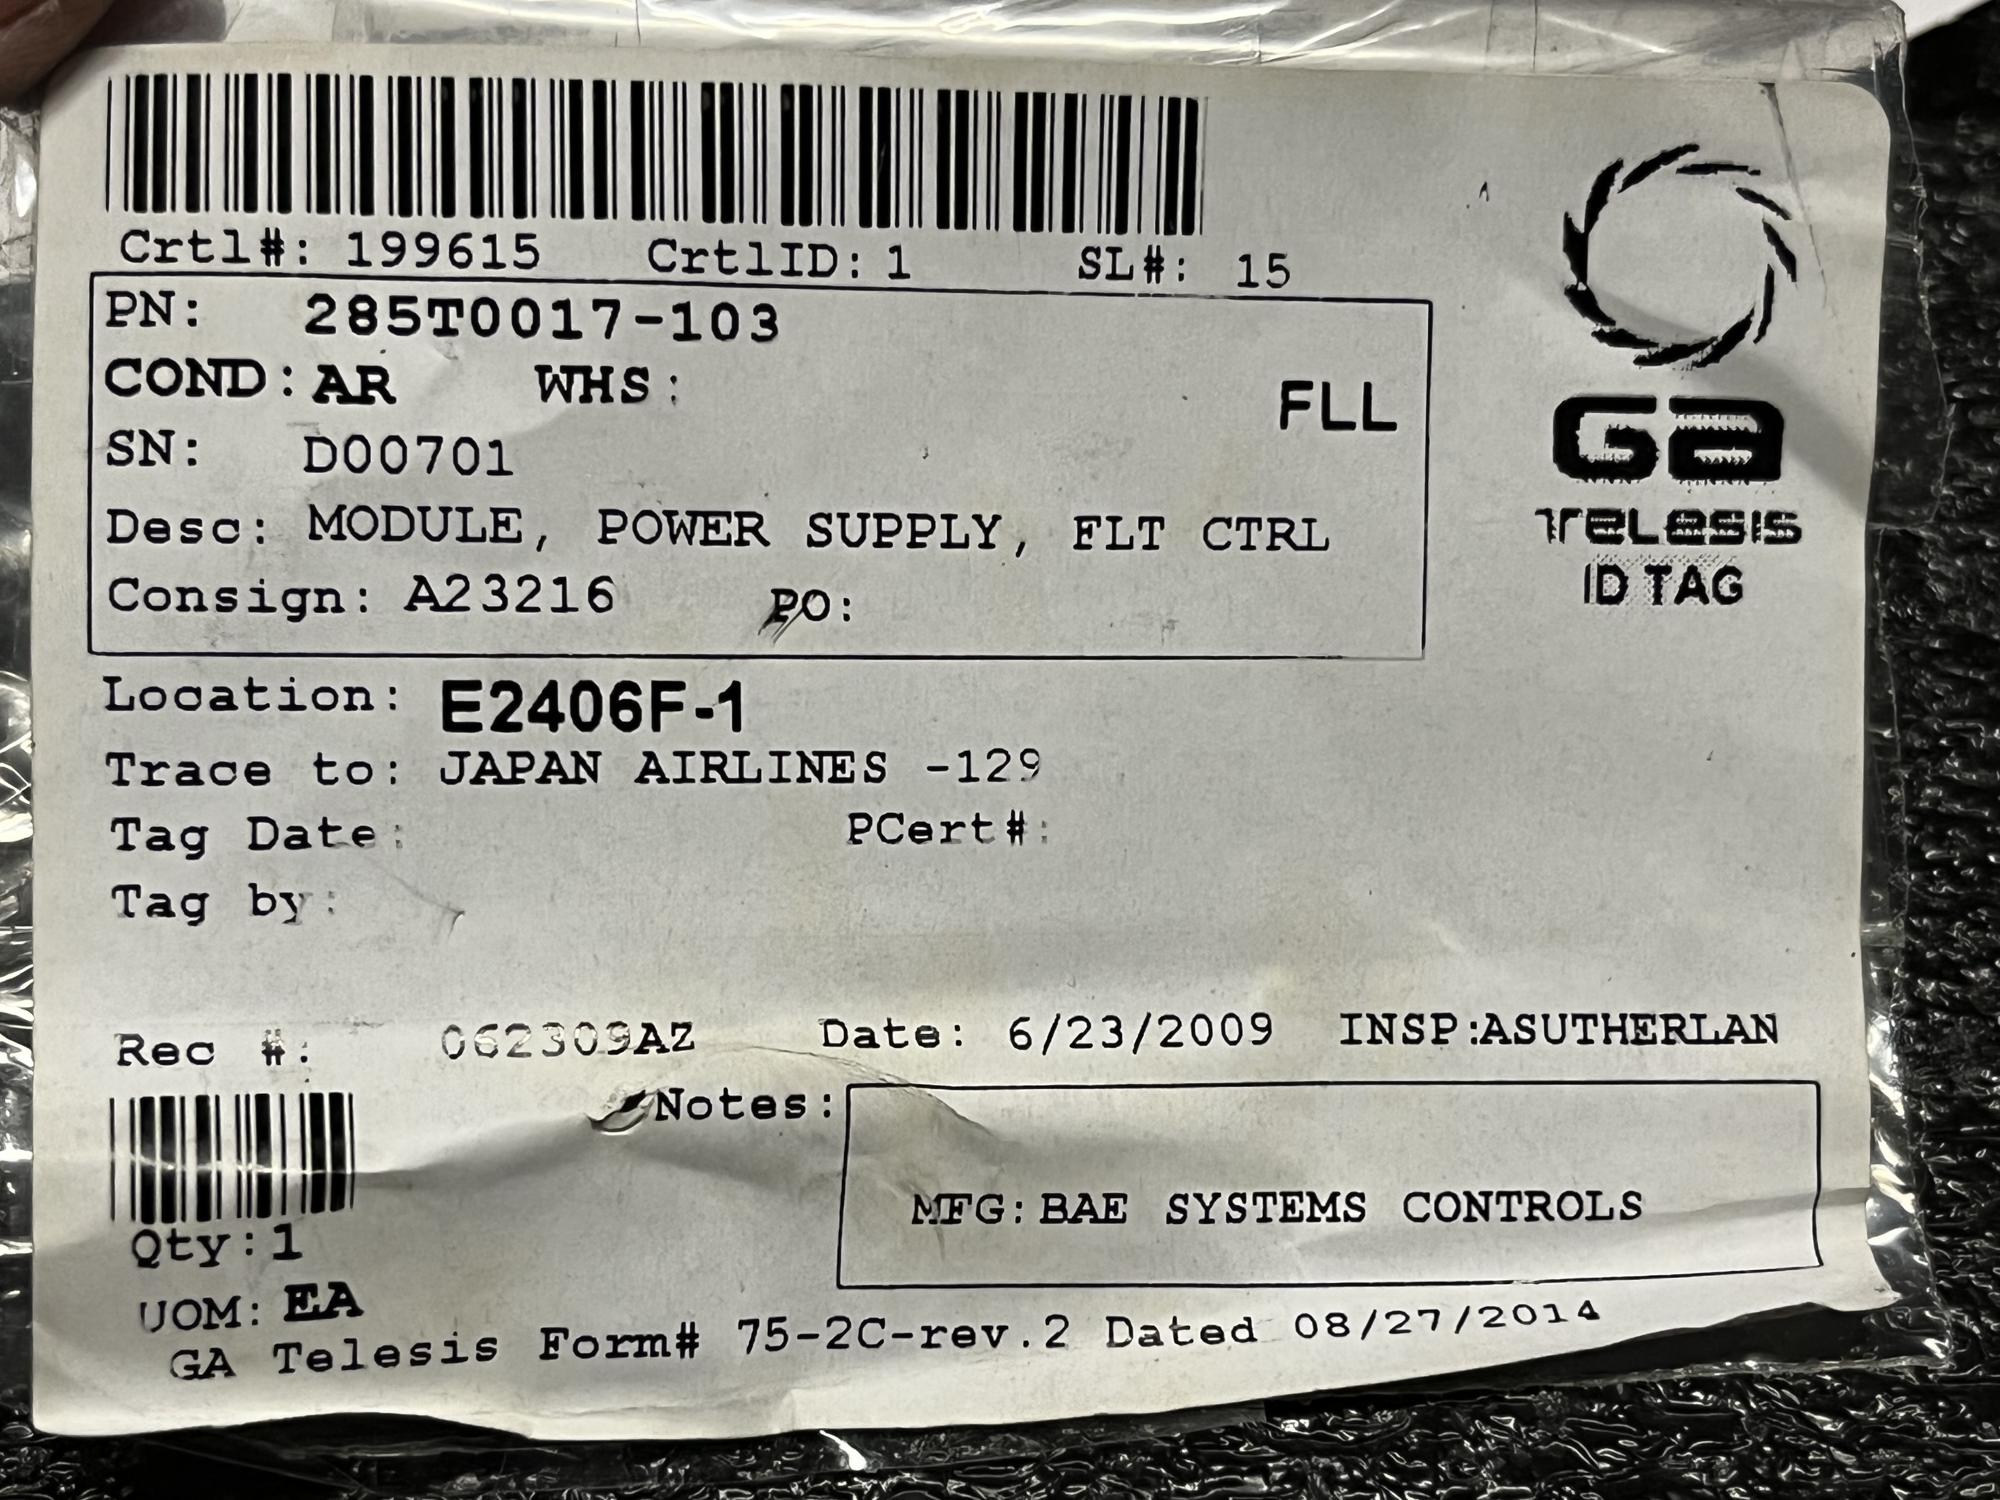 Crtl#: 199615 CrtlID: 1 SL#: 15
PN: 285T0017-103
COND: AR WHS: FLL
SN: D00701
Desc: MODULE, POWER SUPPLY, FLT CTRL
Consign: A23216 PO:
Ga
TELESIS
ID TAG
Location: E2406F-1
Trace to: JAPAN AIRLINES -129
Tag Date: PCert#:
Tag by:
Rec #: 062309AZ Date: 6/23/2009 INSP:ASUTHERLAN
Notes:
MFG: BAE SYSTEMS CONTROLS
Qty:1
UOM: EA
GA Telesis Form# 75-2C-rev.2 Dated 08/27/2014